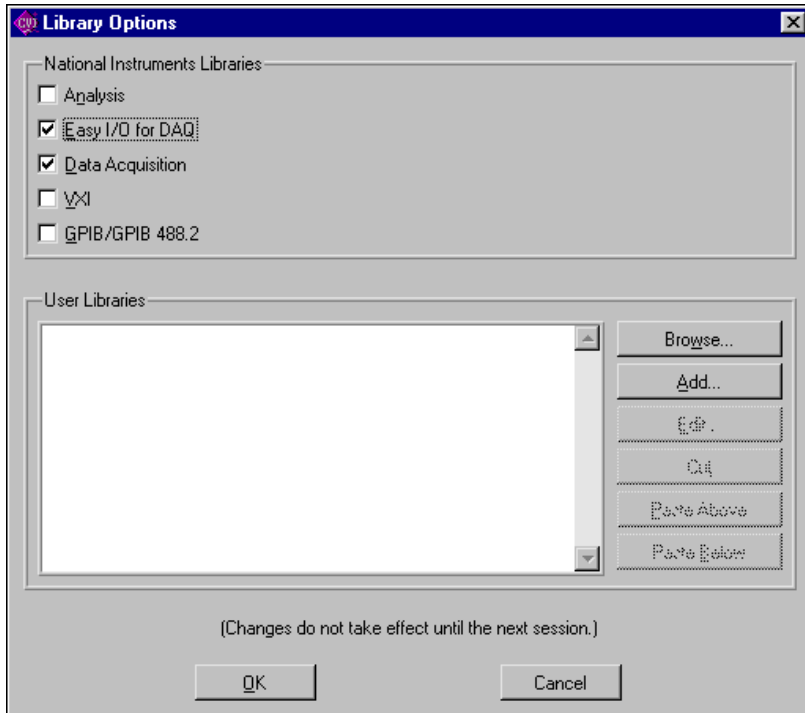 CVI Library Options
National Instruments Libraries
Analysis
Easy I/O for DAQ
Data Acquisition
VXI
GPIB/GPIB 488.2
User Libraries
Browse...
Add...
Edit...
Cut
Paste Above
Paste Below
(Changes do not take effect until the next session.)
OK
Cancel